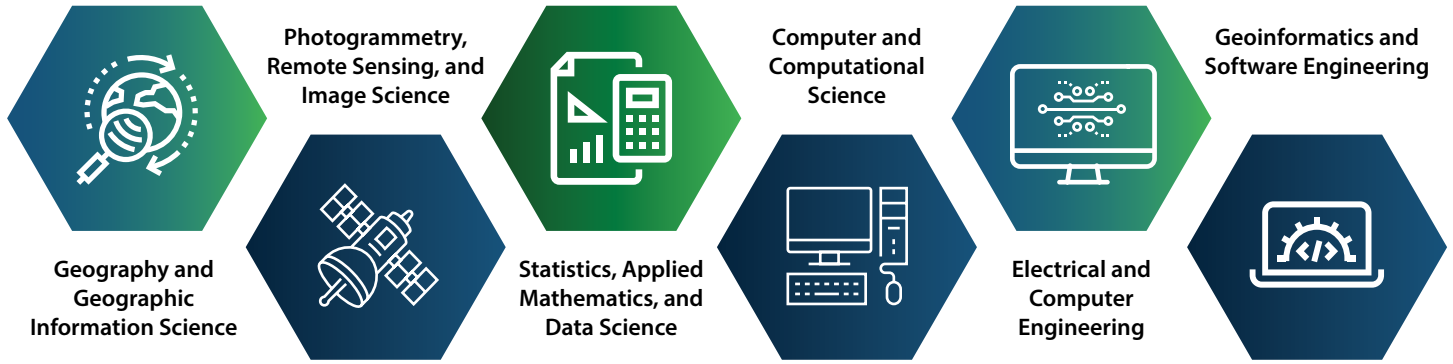 Geography and
Geographic
Information Science
Photogrammetry,
Remote Sensing, and
Image Science
Statistics, Applied
Mathematics, and
Data Science
Computer and
Computational
Science
Electrical and
Computer
Engineering
Geoinformatics and
Software Engineering